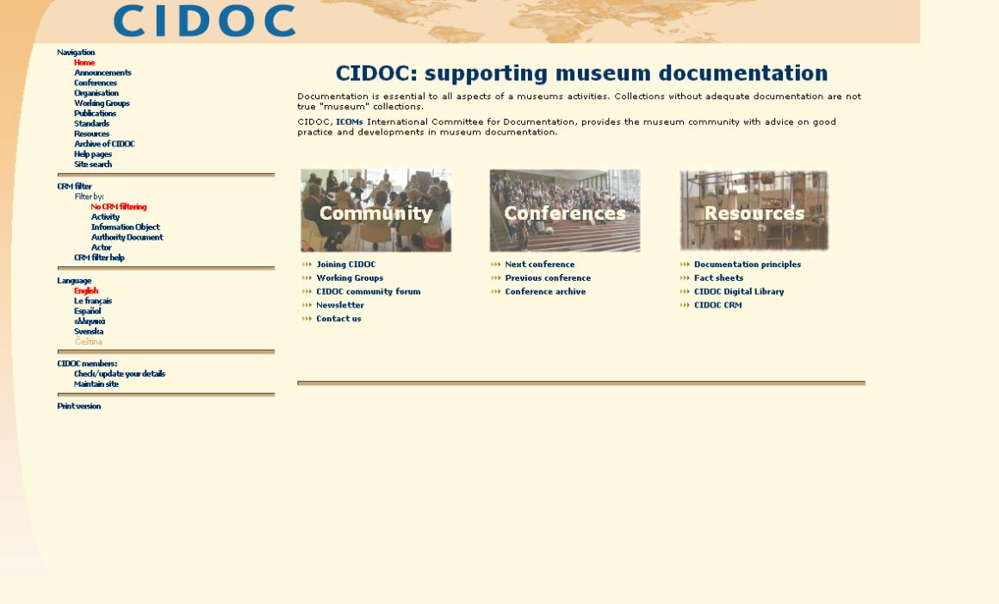 CIDOC
Navigation
Home
Announcements
Conferences
Organisation
Working Groups
Publications
Standards
Resources
Archive of CIDOC
Help pages
Site search
CRM filter
Filter by:
No CRM filtering
Activity
Information Object
Authority Document
Actor
CRM filter help
Language
English
Le français
Español
ελληνικά
Svenska
Čeština
CIDOC members:
Check/update your details
Maintain site
Print version
CIDOC: supporting museum documentation
Documentation is essential to all aspects of a museums activities. Collections without adequate documentation are not
true "museum" collections.
CIDOC, ICOMs International Committee for Documentation, provides the museum community with advice on good
practice and developments in museum documentation.
Community
Joining CIDOC
Working Groups
CIDOC community forum
Newsletter
Contact us
Conferences
Next conference
Previous conference
Conference archive
Resources
Documentation principles
Fact sheets
CIDOC Digital Library
CIDOC CRM